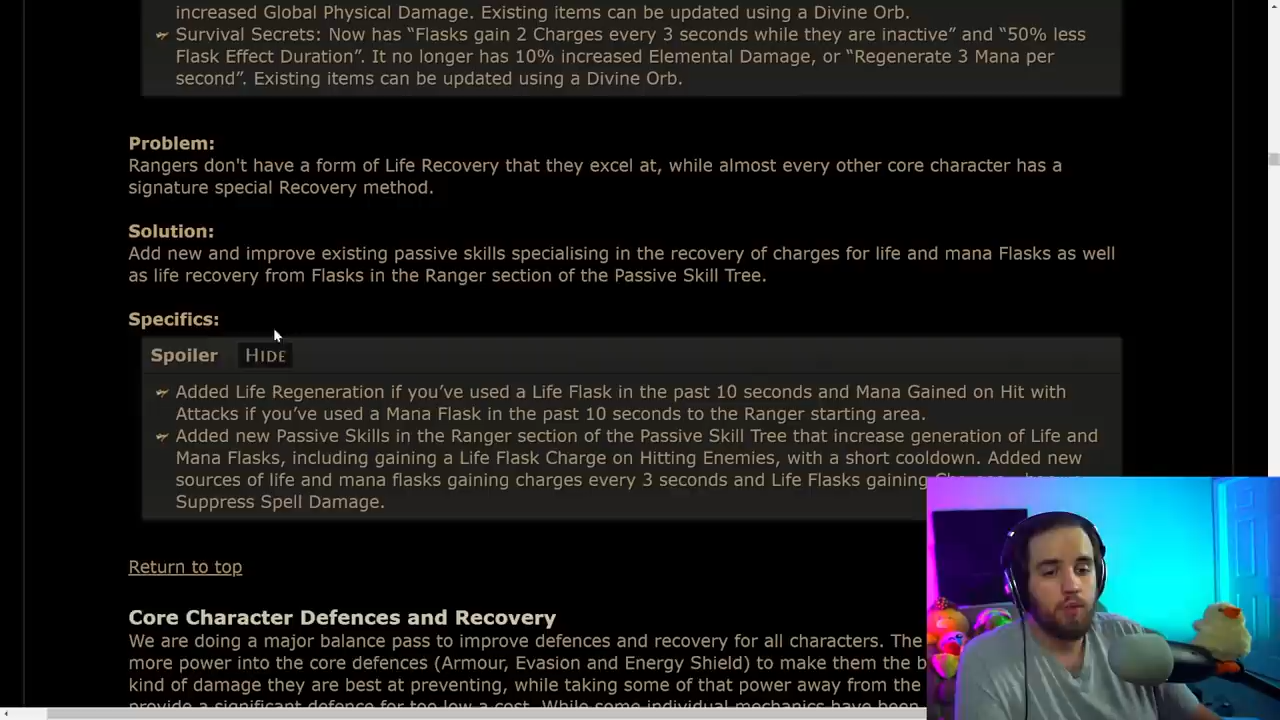 increased Global Physical Damage. Existing items can be updated using a Divine Orb.
Survival Secrets: Now has “Flasks gain 2 Charges every 3 seconds while they are inactive” and “50% less
Flask Effect Duration”. It no longer has 10% increased Elemental Damage, or “Regenerate 3 Mana per
second”. Existing items can be updated using a Divine Orb.
Problem:
Rangers don't have a form of Life Recovery that they excel at, while almost every other core character has a
signature special Recovery method.
Solution:
Add new and improve existing passive skills specialising in the recovery of charges for life and mana Flasks as well
as life recovery from Flasks in the Ranger section of the Passive Skill Tree.
Specifics:
Spoiler HIDE
Added Life Regeneration if you’ve used a Life Flask in the past 10 seconds and Mana Gained on Hit with
Attacks if you’ve used a Mana Flask in the past 10 seconds to the Ranger starting area.
Added new Passive Skills in the Ranger section of the Passive Skill Tree that increase generation of Life and
Mana Flasks, including gaining a Life Flask Charge on Hitting Enemies, with a short cooldown. Added new
sources of life and mana flasks gaining charges every 3 seconds and Life Flasks gaining
Suppress Spell Damage.
Return to top
Core Character Defences and Recovery
We are doing a major balance pass to improve defences and recovery for all characters. The
more power into the core defences (Armour, Evasion and Energy Shield) to make them the b
kind of damage they are best at preventing, while taking some of that power away from the
provide a significant defence for too low a cost. While some individual mechanics have been